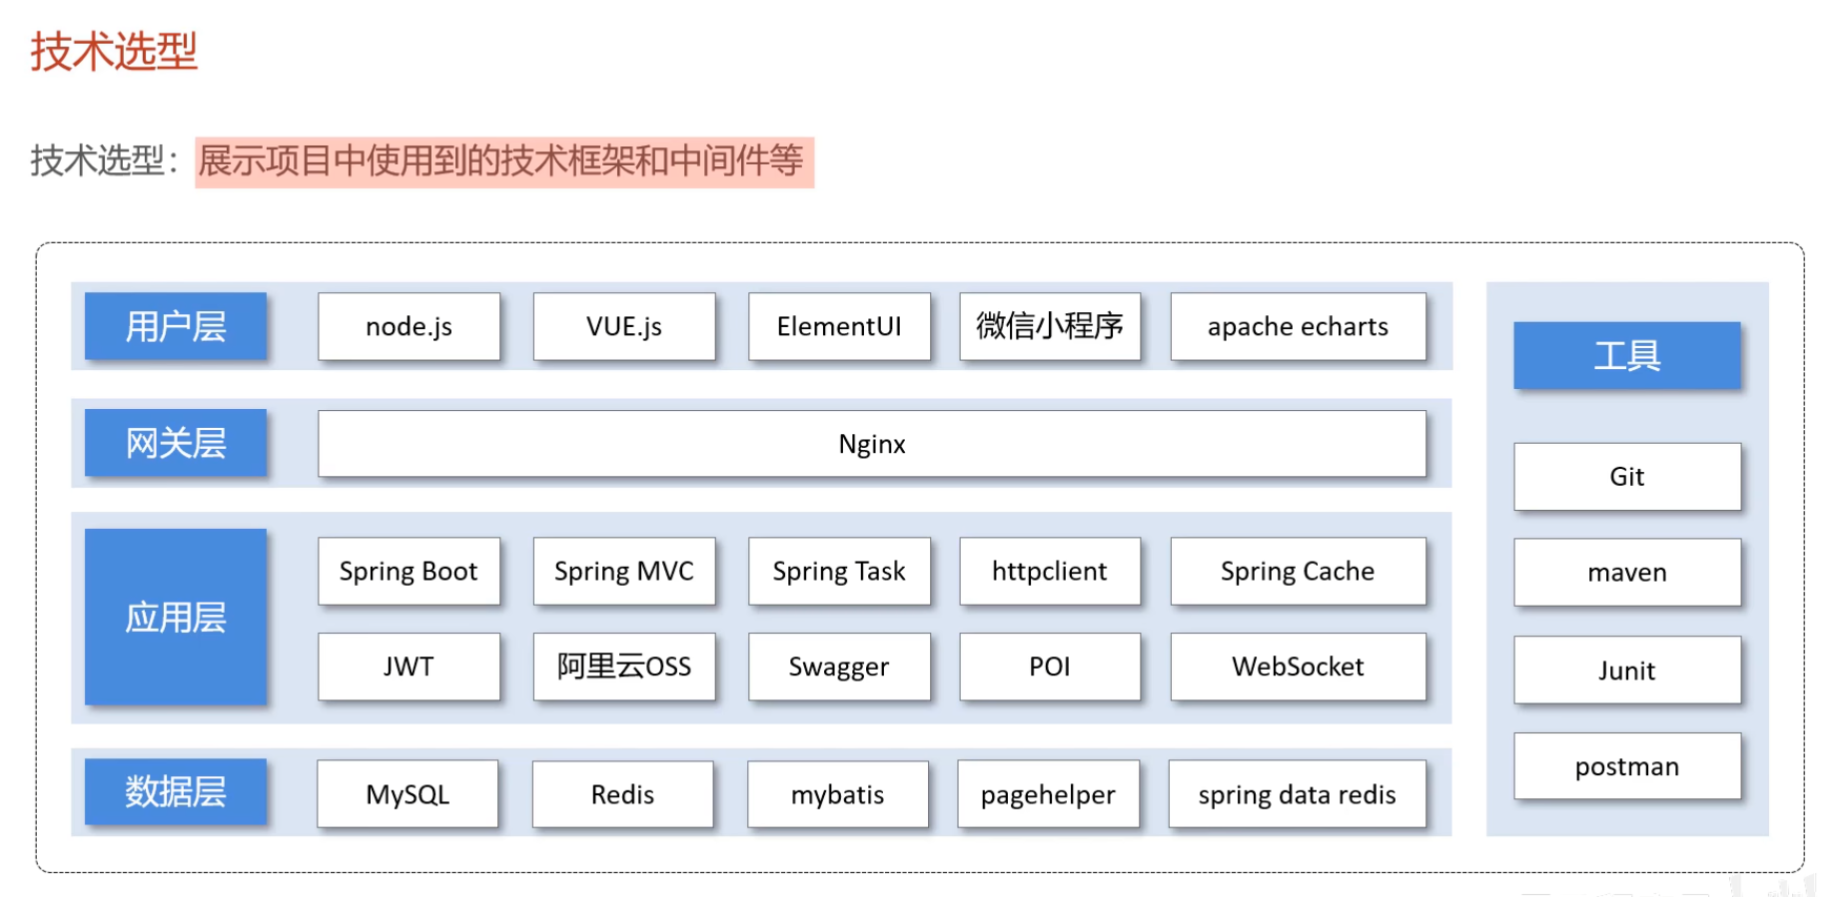 技术选型
技术选型：展示项目中使用到的技术框架和中间件等
用户层 node.js VUE.js ElementUI 微信小程序 apache echarts
工具
网关层 Nginx
Git
应用层
Spring Boot Spring MVC Spring Task httpclient Spring Cache
maven
JWT 阿里云OSS Swagger POI WebSocket
Junit
数据层 MySQL Redis mybatis pagehelper spring data redis
postman